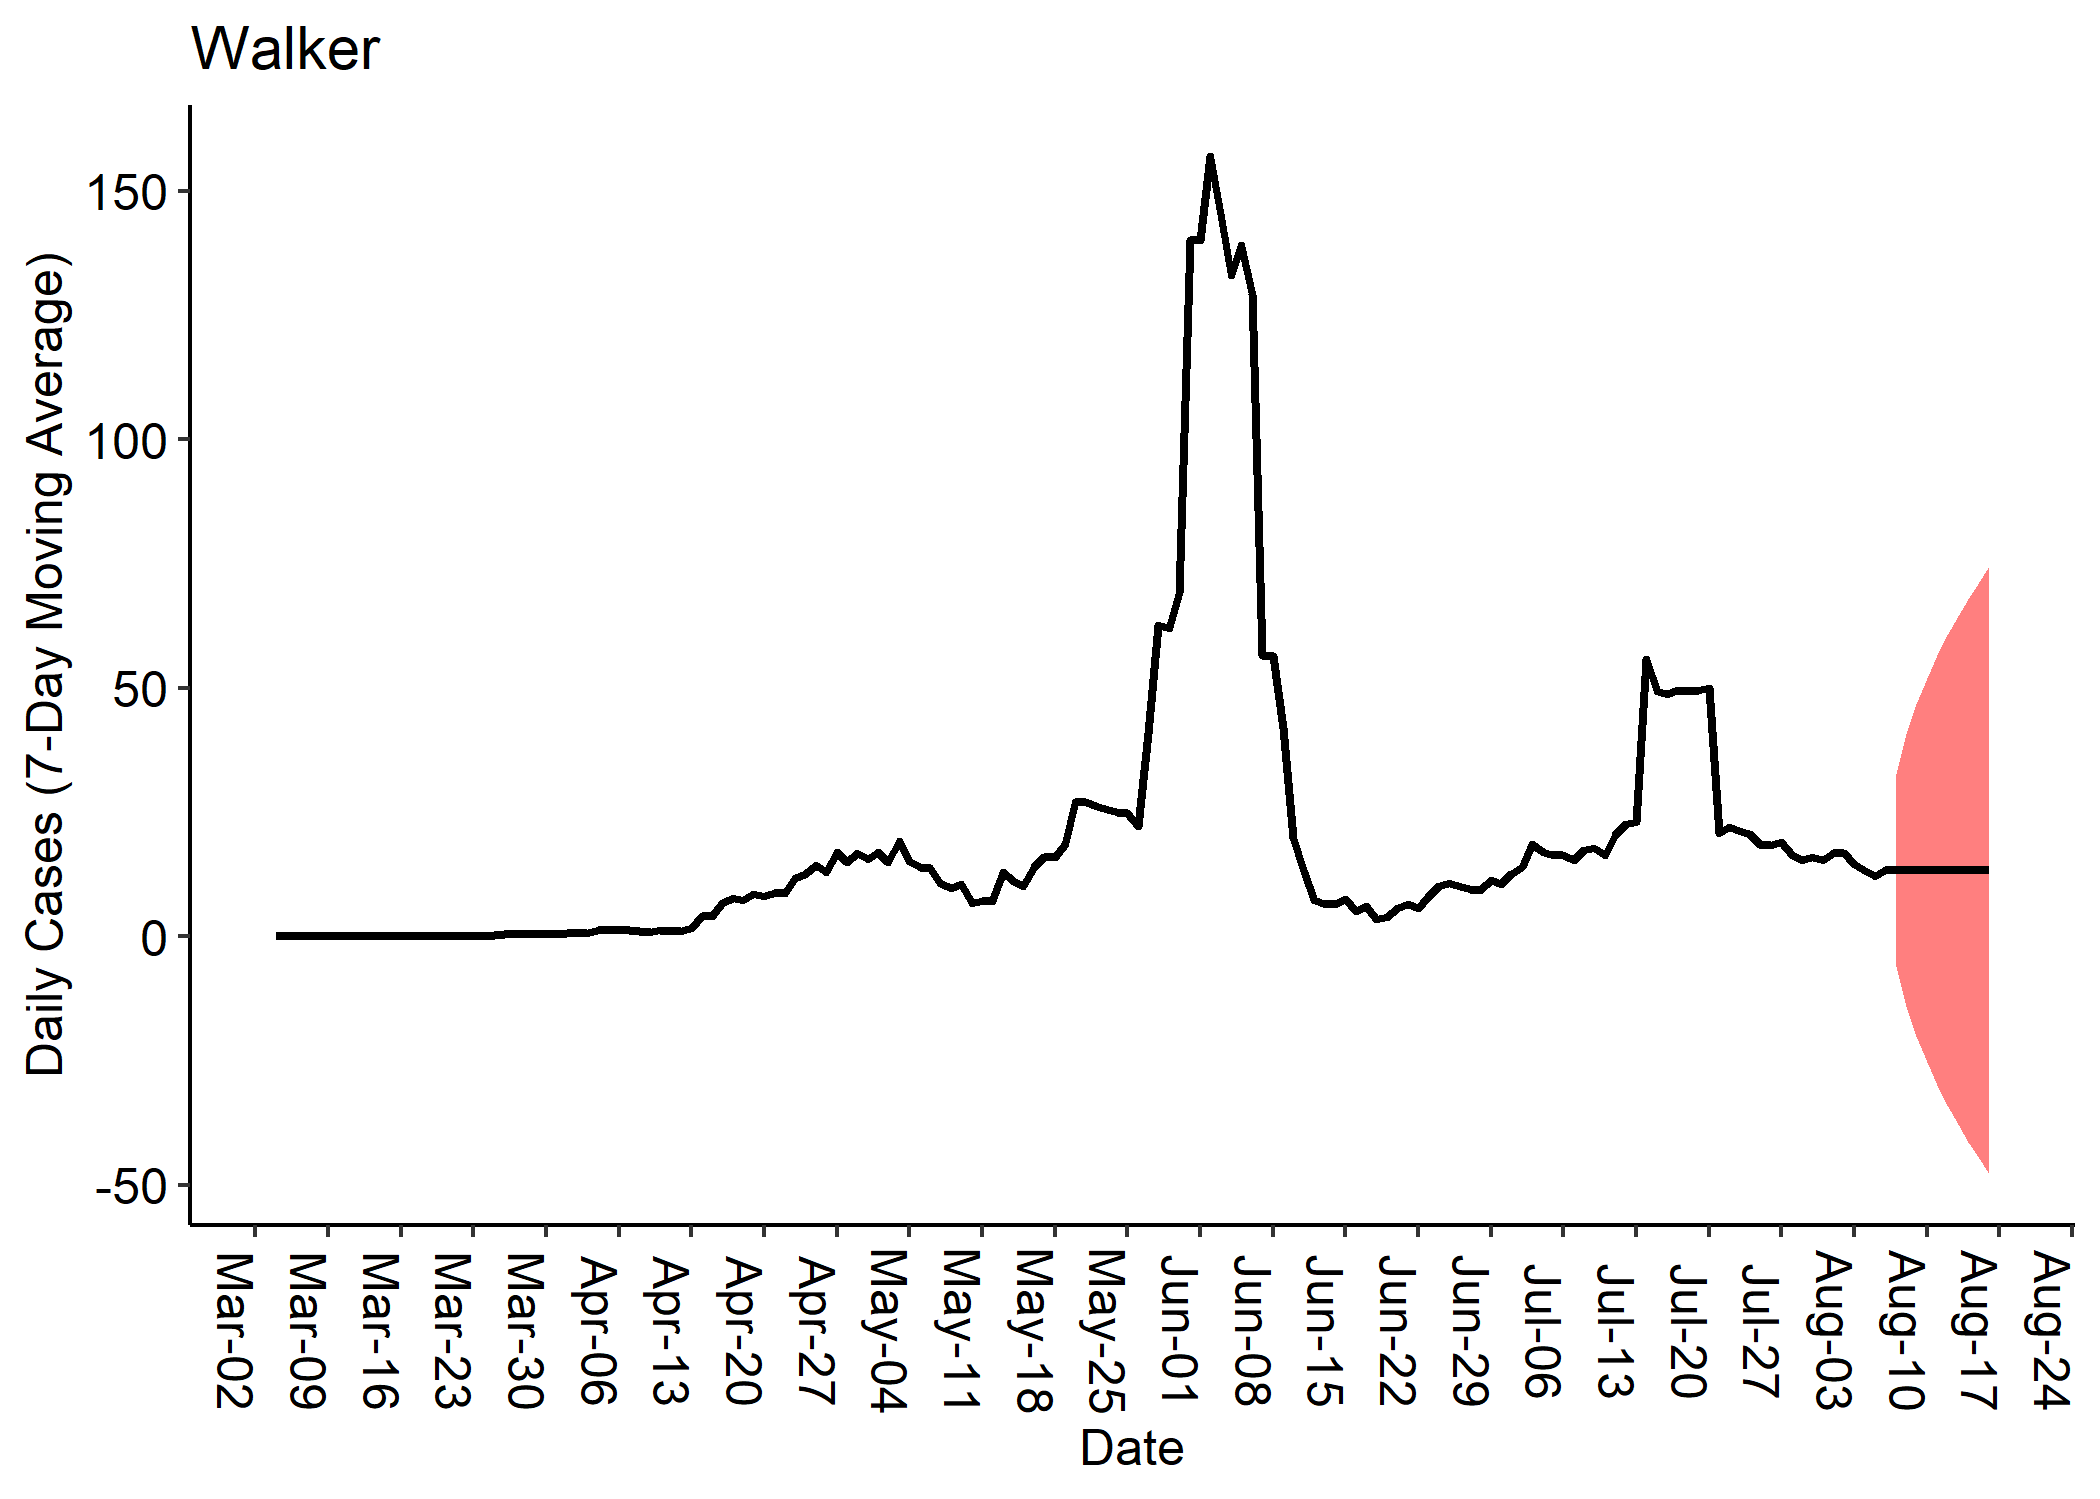 Walker
Daily Cases (7-Day Moving Average)
150
100
50
0
-50
Mar-02
Mar-09
Mar-16
Mar-23
Mar-30
Apr-06
Apr-13
Apr-20
Apr-27
May-04
May-11
May-18
May-25
Jun-01
Jun-08
Jun-15
Jun-22
Jun-29
Jul-06
Jul-13
Jul-20
Jul-27
Aug-03
Aug-10
Aug-17
Aug-24
Date